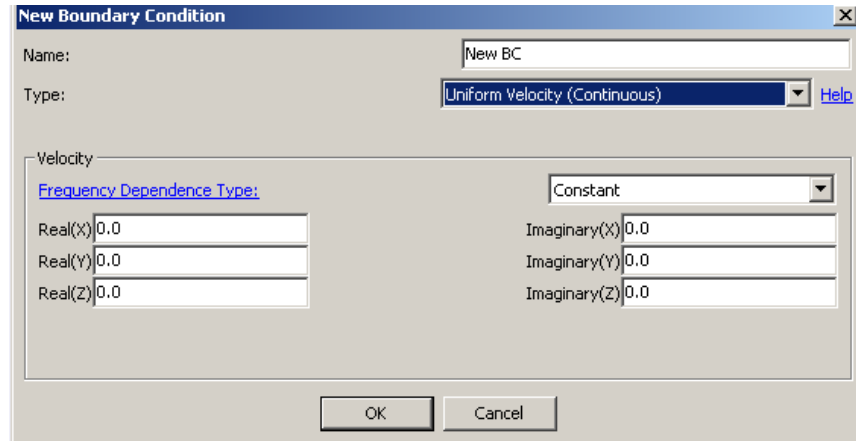 New Boundary Condition
Name: New BC
Type: Uniform Velocity (Continuous) Help
Velocity
Frequency Dependence Type: Constant
Real(X) 0.0 Imaginary(X) 0.0
Real(Y) 0.0 Imaginary(Y) 0.0
Real(Z) 0.0 Imaginary(Z) 0.0
OK Cancel